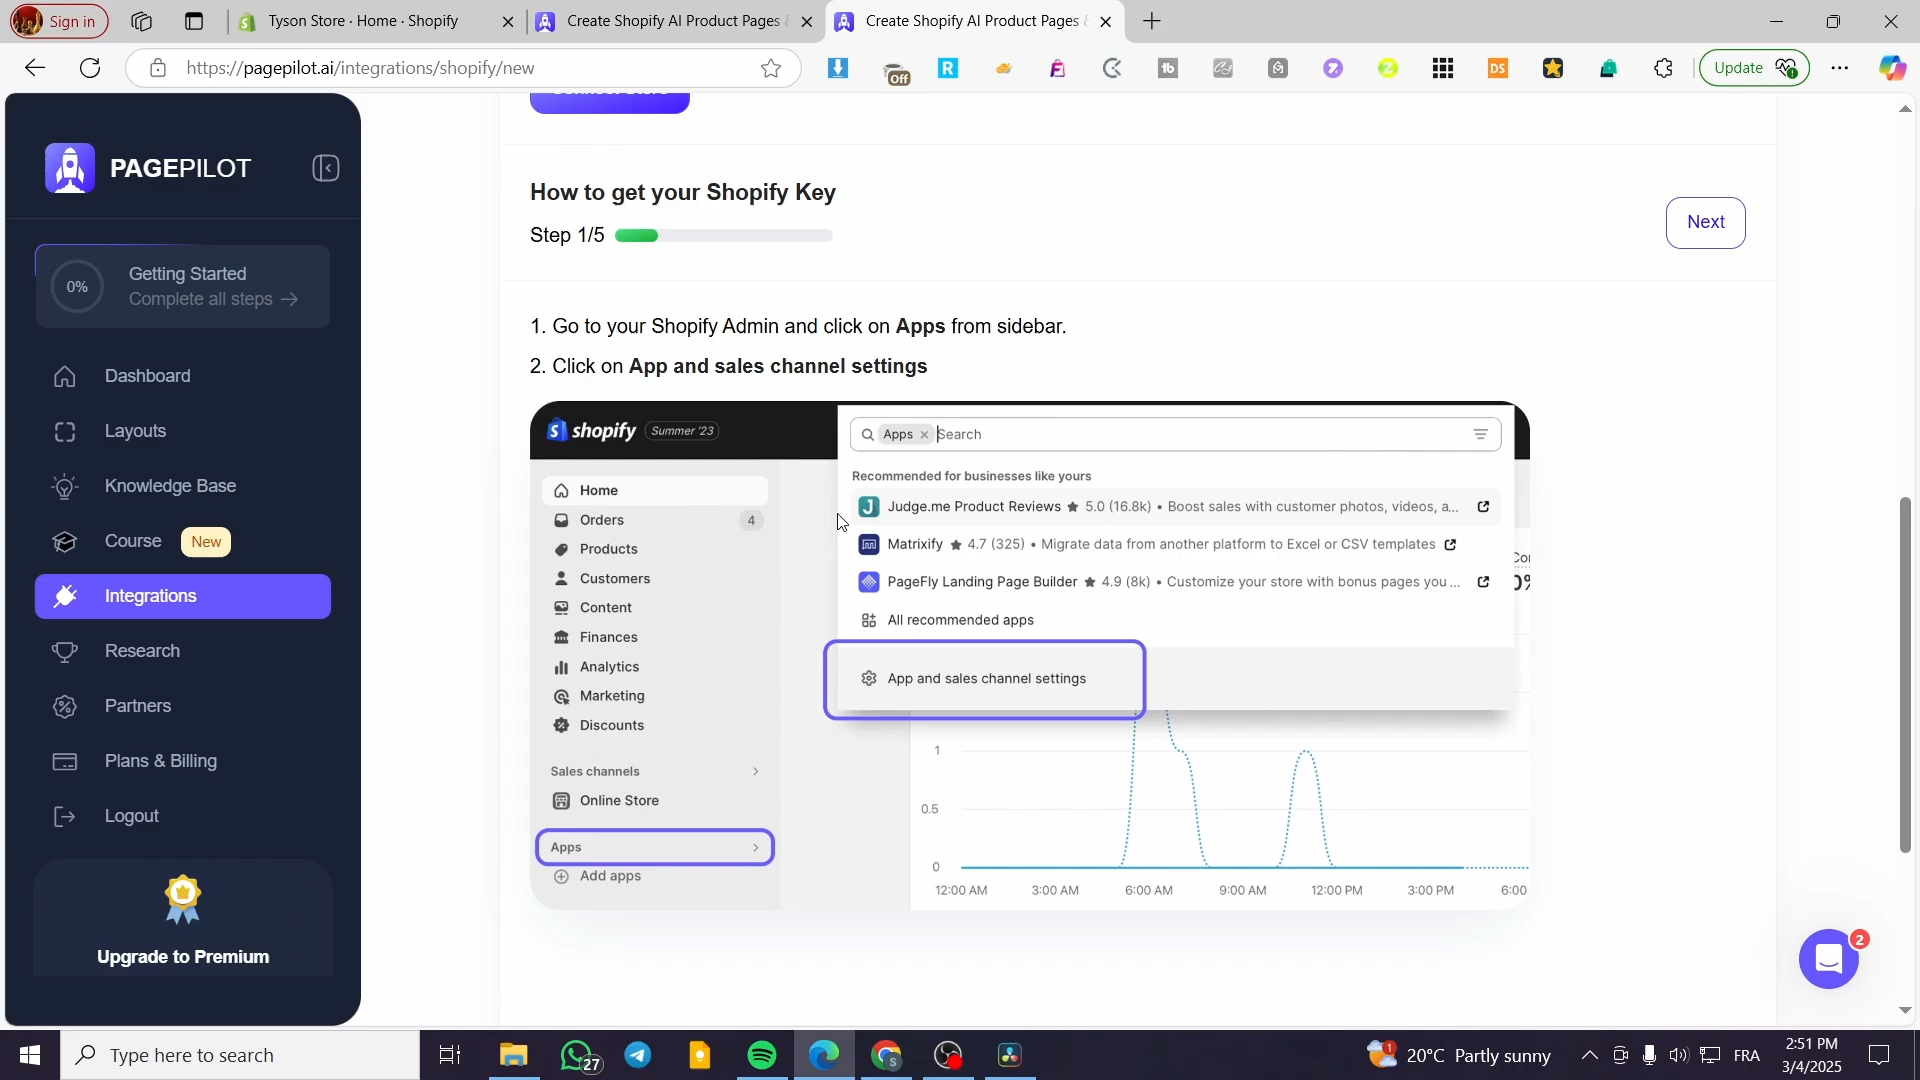 Sign in
Tyson Store · Home · Shopify
Create Shopify AI Product Pages &
Create Shopify AI Product Pages &
https://pagepilot.ai/integrations/shopify/new
Off
Update
PAGEPILOT
0%
Getting Started
Complete all steps →
Dashboard
Layouts
Knowledge Base
Course
New
Integrations
Research
Partners
Plans & Billing
Logout
Upgrade to Premium
How to get your Shopify Key
Step 1/5
Next
1. Go to your Shopify Admin and click on Apps from sidebar.
2. Click on App and sales channel settings
shopify
Summer '23
Apps
Search
Recommended for businesses like yours
Judge.me Product Reviews ★ 5.0 (16.8k) • Boost sales with customer photos, videos, a...
Matrixify ★ 4.7 (325) • Migrate data from another platform to Excel or CSV templates
PageFly Landing Page Builder ★ 4.9 (8k) • Customize your store with bonus pages you ...
All recommended apps
App and sales channel settings
Home
Orders
4
Products
Customers
Content
Finances
Analytics
Marketing
Discounts
Sales channels
Online Store
Apps
Add apps
1
0.5
0
12:00 AM
3:00 AM
6:00 AM
9:00 AM
12:00 PM
3:00 PM
6:00
2
Type here to search
27
20°C Partly sunny
FRA
2:51 PM
3/4/2025